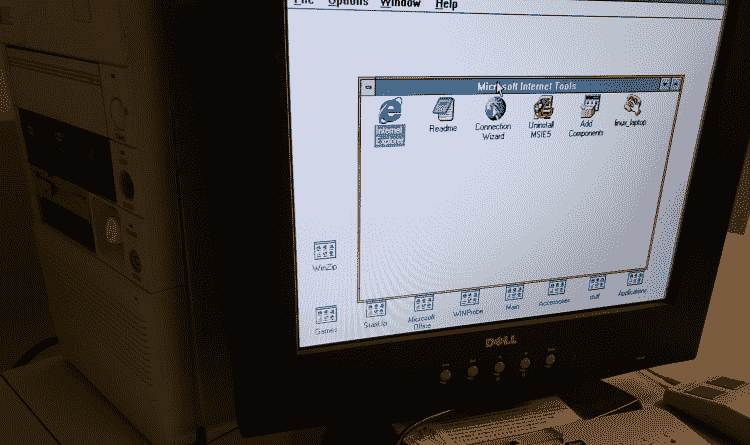 File Options Window Help
Microsoft Internet Tools
Internet
Explorer
Readme
Connection
Wizard
Uninstall
MSIE5
Add
Components
linux_laptop
WinZip
Games
StartUp
Microsoft
Office
WINProbe
Main
Accessories
stuff
Applications
DELL